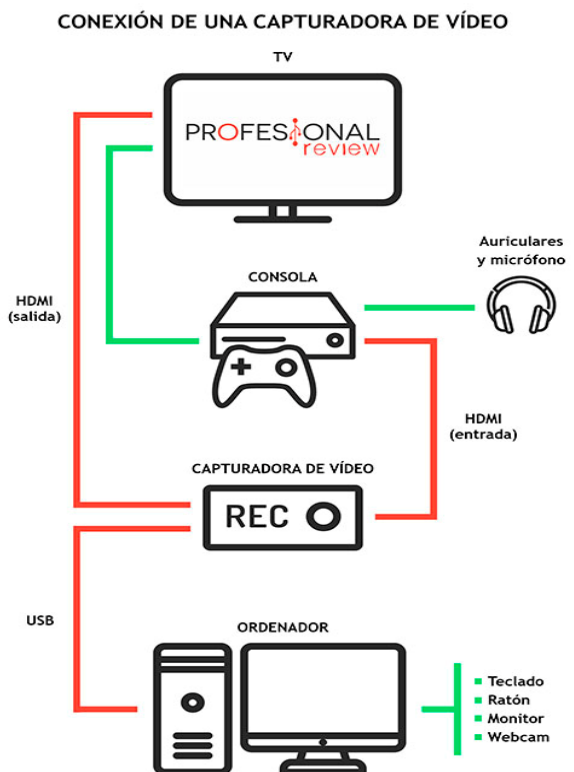 CONEXIÓN DE UNA CAPTURADORA DE VÍDEO
TV
PROFESIONAL
review
Auriculares
y micrófono
CONSOLA
HDMI
(salida)
HDMI
(entrada)
CAPTURADORA DE VÍDEO
REC
USB
ORDENADOR
Teclado
Ratón
Monitor
Webcam